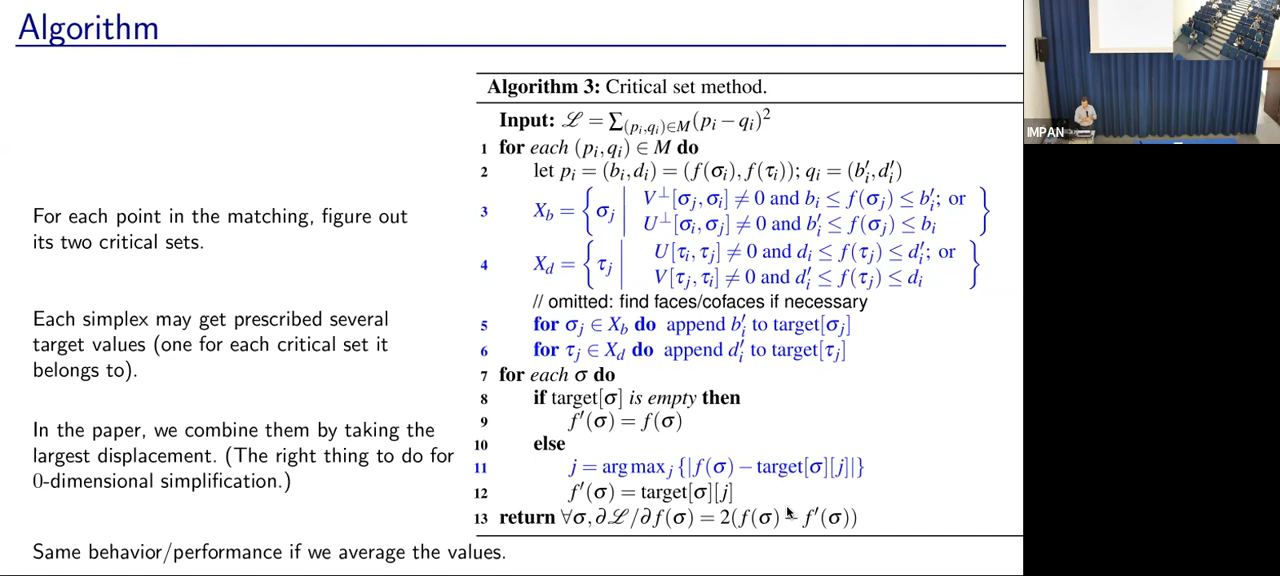 Algorithm
For each point in the matching, figure out
its two critical sets.
Each simplex may get prescribed several
target values (one for each critical set it
belongs to).
In the paper, we combine them by taking the
largest displacement. (The right thing to do for
0-dimensional simplification.)
Same behavior/performance if we average the values.
Algorithm 3: Critical set method.
Input: ℒ = ∑_{(p_i,q_i)∈M}(p_i − q_i)²
1 for each (p_i, q_i) ∈ M do
2 let p_i = (b_i, d_i) = (f(σ_i), f(τ_i)); q_i = (b′_i, d′_i)
3 X_b = { σ_j | V^⊥[σ_j, σ_i] ≠ 0 and b_i ≤ f(σ_j) ≤ b′_i; or
U^⊥[σ_i, σ_j] ≠ 0 and b′_i ≤ f(σ_j) ≤ b_i }
4 X_d = { τ_j | U[τ_i, τ_j] ≠ 0 and d_i ≤ f(τ_j) ≤ d′_i; or
V[τ_j, τ_i] ≠ 0 and d′_i ≤ f(τ_j) ≤ d_i }
// omitted: find faces/cofaces if necessary
5 for σ_j ∈ X_b do append b′_i to target[σ_j]
6 for τ_j ∈ X_d do append d′_i to target[τ_j]
7 for each σ do
8 if target[σ] is empty then
9 f′(σ) = f(σ)
10 else
11 j = arg max_j {|f(σ) − target[σ][j]|}
12 f′(σ) = target[σ][j]
13 return ∀σ, ∂ℒ/∂f(σ) = 2(f(σ) − f′(σ))
IMPAN